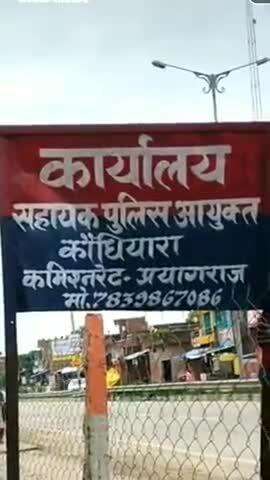 कार्यालय
सहायक पुलिस आयुक्त
कौंधियारा
कमिश्नरेट- प्रयागराज
मो. 7839867086